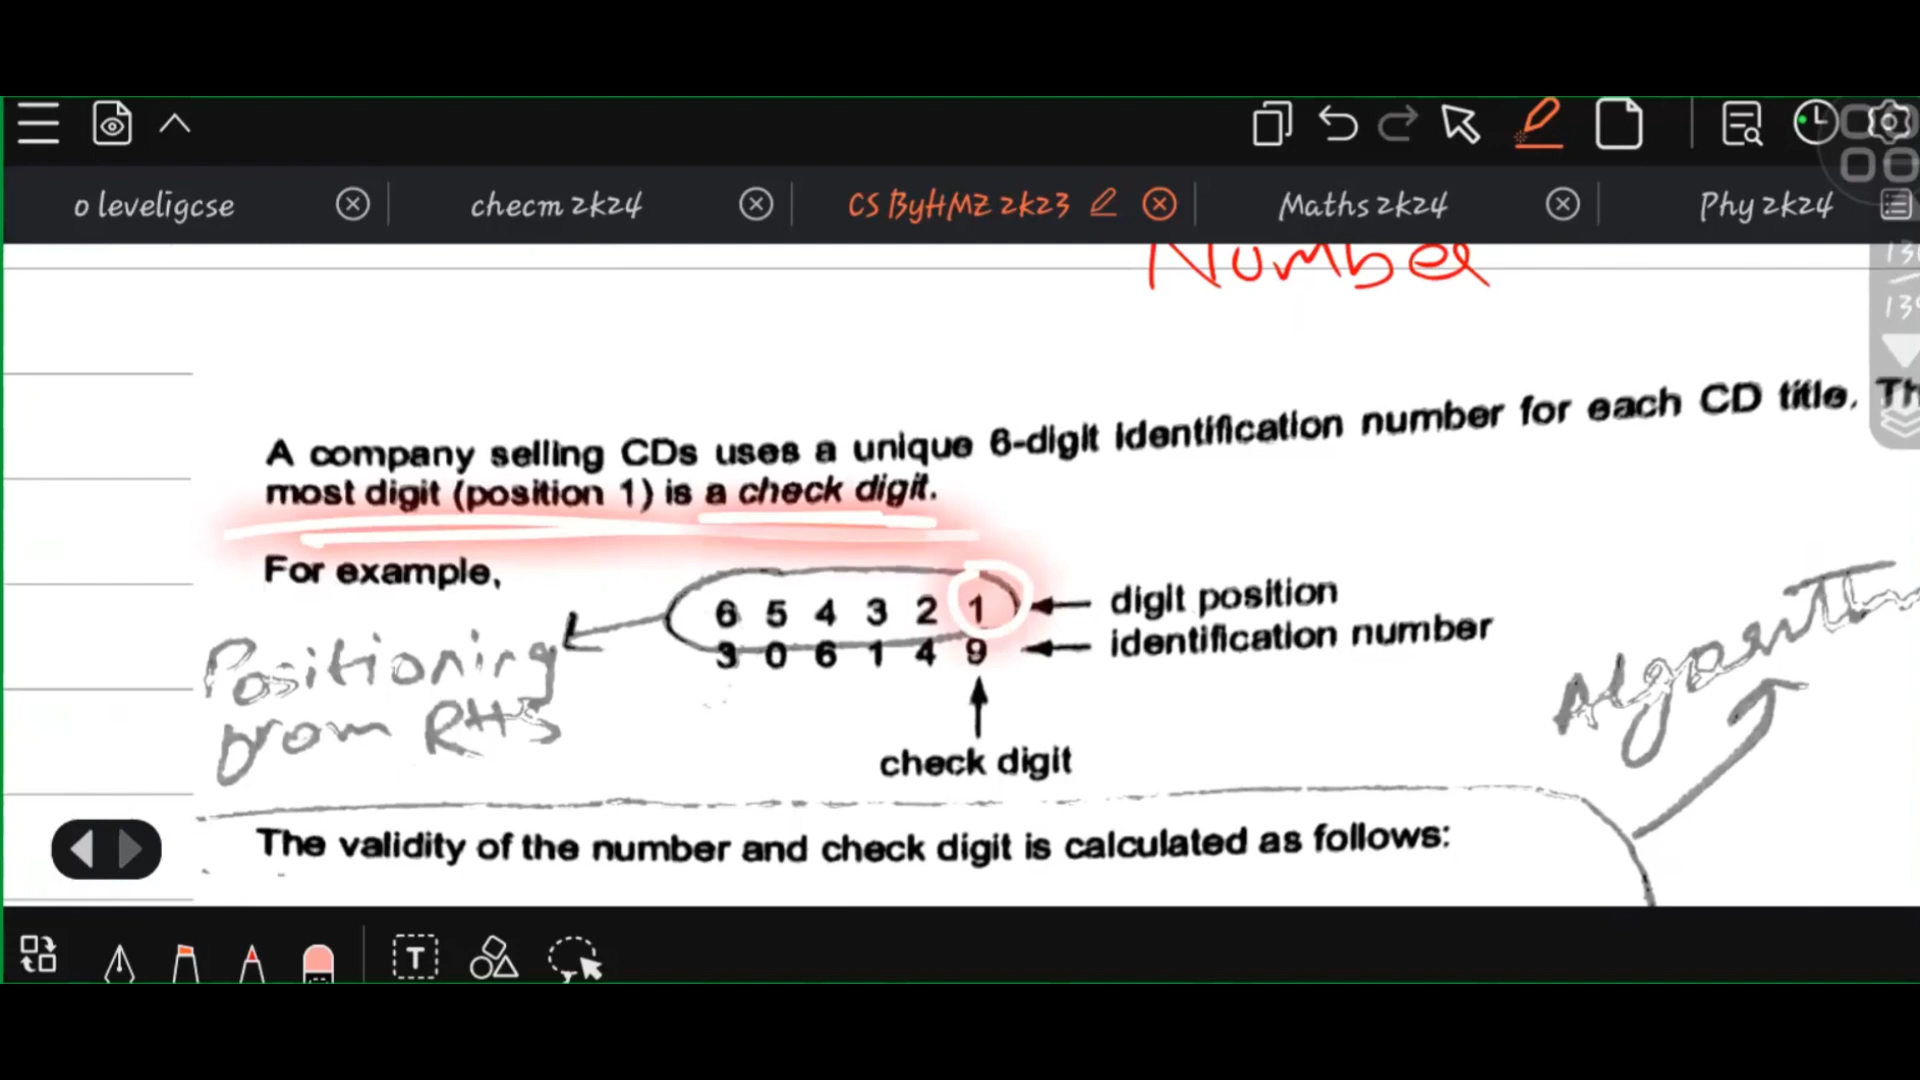 o leveligcse
checm 2k24
CS ByHMZ 2k23
Maths 2k24
Phy 2k24
Number
A company selling CDs uses a unique 6-digit identification number for each CD title. Th
most digit (position 1) is a check digit.
For example,
6 5 4 3 2 1 digit position
3 0 6 1 4 9 identification number
check digit
Positioning
from RHS
The validity of the number and check digit is calculated as follows:
T